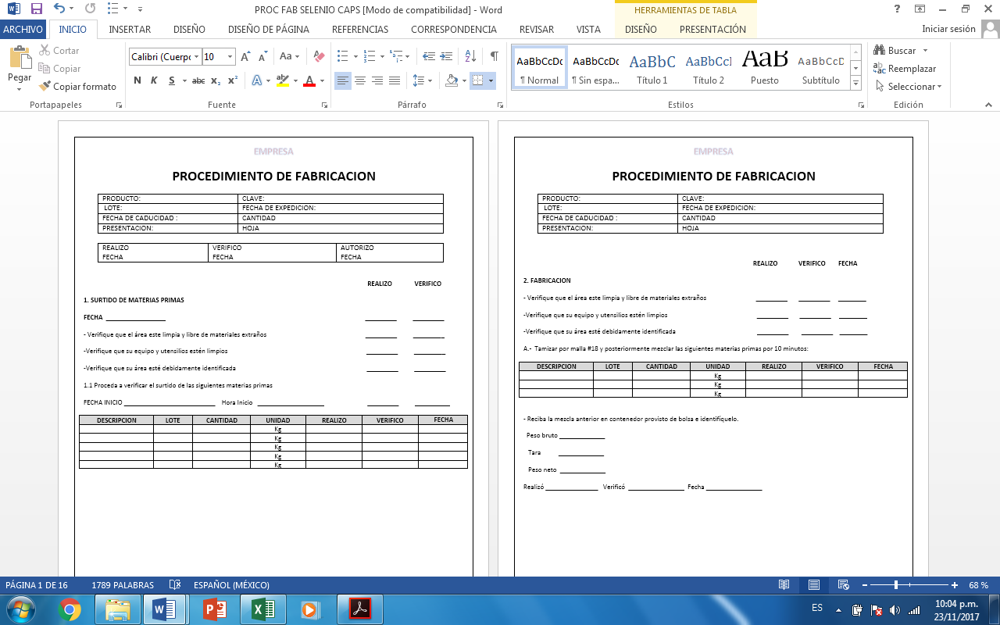 PROC FAB SELENIO CAPS [Modo de compatibilidad] - Word
HERRAMIENTAS DE TABLA
ARCHIVO INICIO INSERTAR DISEÑO DISEÑO DE PÁGINA REFERENCIAS CORRESPONDENCIA REVISAR VISTA DISEÑO PRESENTACIÓN Iniciar sesión
Pegar
Cortar
Copiar
Copiar formato
Portapapeles
Calibri (Cuerpo 10
N K S abc x₂ x²
Fuente
Párrafo
AaBbCcDc AaBbCcDc AaBbC AaBbCcI AaB AaBbCcD
¶ Normal ¶ Sin espa... Título 1 Título 2 Puesto Subtítulo
Estilos
Buscar
Reemplazar
Seleccionar
Edición
EMPRESA
PROCEDIMIENTO DE FABRICACION
PRODUCTO: CLAVE:
LOTE: FECHA DE EXPEDICION:
FECHA DE CADUCIDAD : CANTIDAD
PRESENTACION: HOJA
REALIZO VERIFICO AUTORIZO
FECHA FECHA FECHA
REALIZO VERIFICO
1. SURTIDO DE MATERIAS PRIMAS
FECHA
- Verifique que el área este limpia y libre de materiales extraños
-Verifique que su equipo y utensilios estén limpios
-Verifique que su área esté debidamente identificada
1.1 Proceda a verificar el surtido de las siguientes materias primas
FECHA INICIO Hora Inicio
DESCRIPCION LOTE CANTIDAD UNIDAD REALIZO VERIFICO FECHA
Kg
Kg
Kg
Kg
Kg
EMPRESA
PROCEDIMIENTO DE FABRICACION
PRODUCTO: CLAVE:
LOTE: FECHA DE EXPEDICION:
FECHA DE CADUCIDAD : CANTIDAD
PRESENTACION: HOJA
REALIZO VERIFICO FECHA
2. FABRICACION
- Verifique que el área este limpia y libre de materiales extraños
-Verifique que su equipo y utensilios estén limpios
-Verifique que su área esté debidamente identificada
A.- Tamizar por malla #18 y posteriormente mezclar las siguientes materias primas por 10 minutos:
DESCRIPCION LOTE CANTIDAD UNIDAD REALIZO VERIFICO FECHA
Kg
Kg
Kg
- Reciba la mezcla anterior en contenedor provisto de bolsa e identifíquelo.
Peso bruto
Tara
Peso neto
Realizó Verificó Fecha
PÁGINA 1 DE 16 1789 PALABRAS ESPAÑOL (MÉXICO) 68 %
ES 10:04 p.m.
23/11/2017